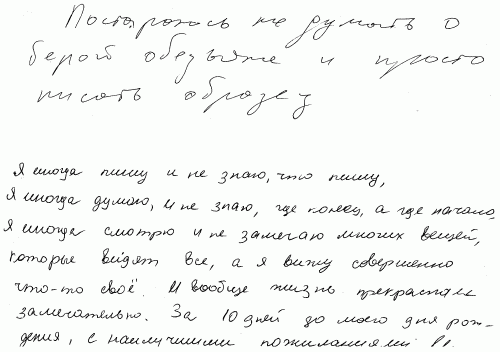 Постараюсь не думать о
белой обезьяне и просто
писать образец
Я иногда пишу и не знаю, что пишу,
Я иногда думаю, и не знаю, где конец, а где начало,
Я иногда смотрю и не замечаю многих вещей,
которые видят все, а я вижу совершенно
что-то своё. И вообще жизнь прекрасна
замечательно. За 10 дней до моего дня рож-
дения, с наилучшими пожеланиями